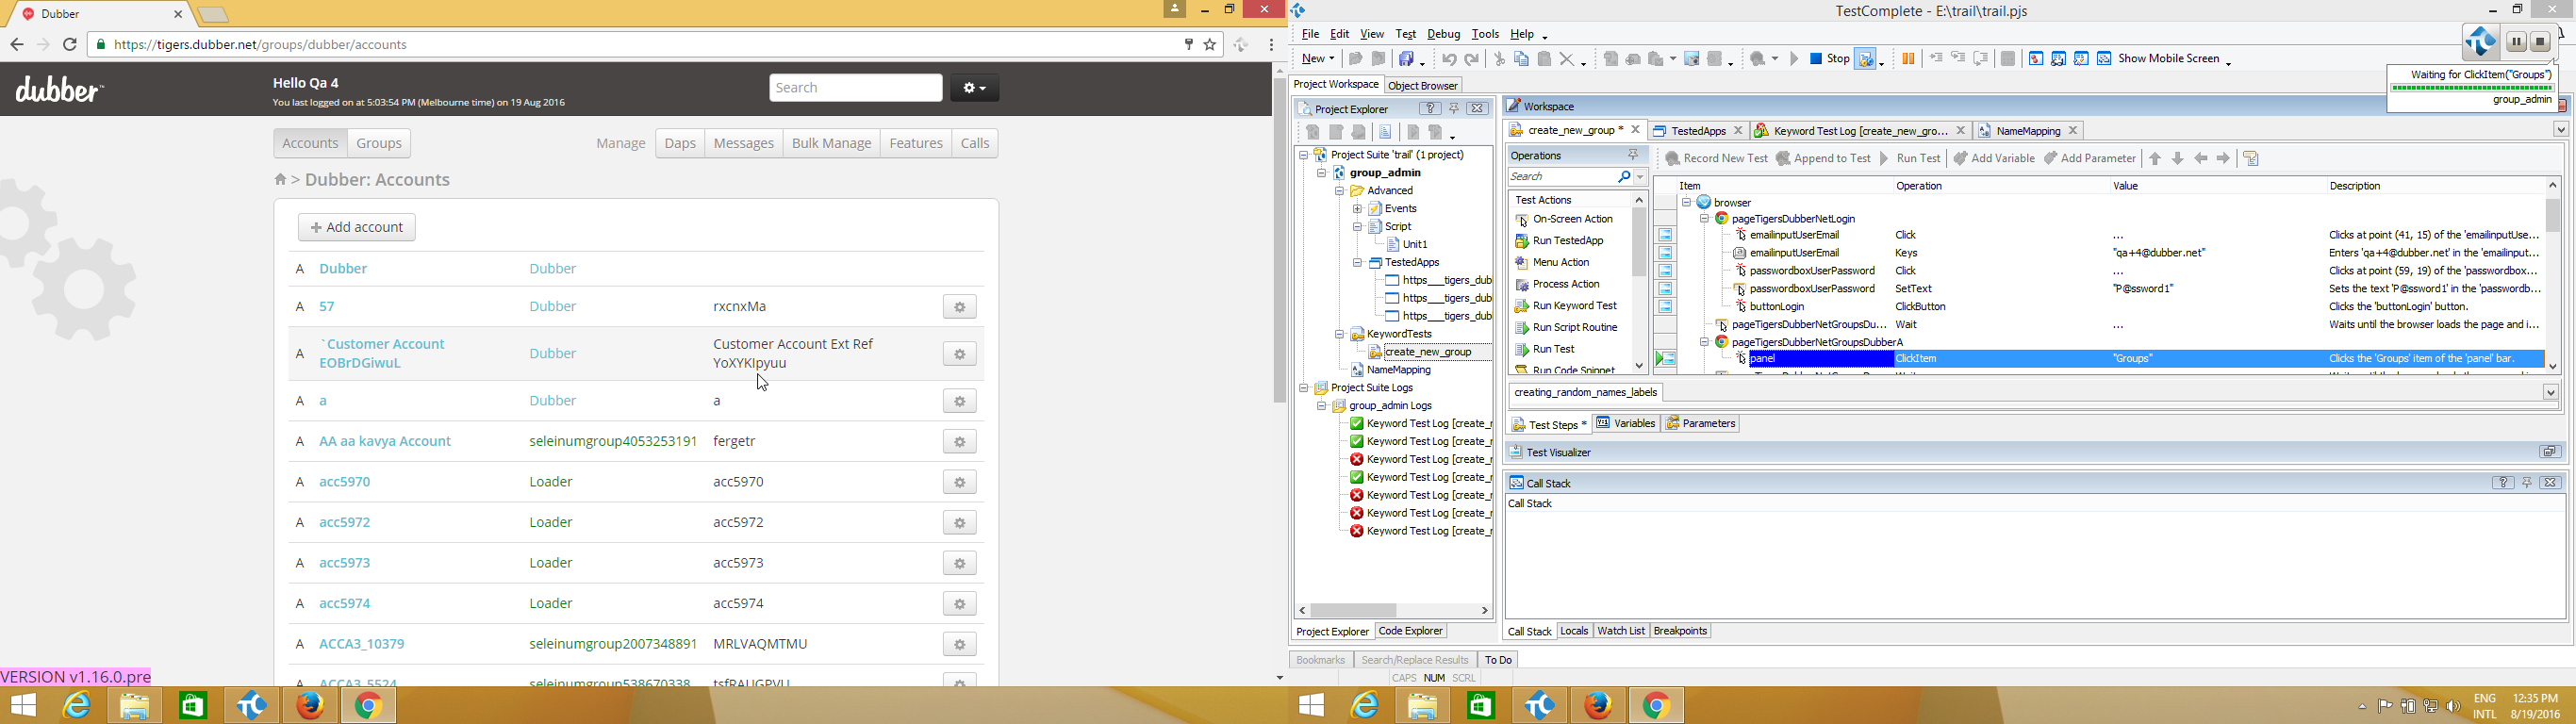 Dubber
https://tigers.dubber.net/groups/dubber/accounts
dubber
Hello Qa 4
You last logged on at 5:03:54 PM (Melbourne time) on 19 Aug 2016
Search
Accounts Groups
Manage Daps Messages Bulk Manage Features Calls
> Dubber: Accounts
+ Add account
A Dubber Dubber
A 57 Dubber rxcnxMa
A `Customer Account EOBrDGiwuL Dubber Customer Account Ext Ref YoXYKIpyuu
A a Dubber a
A AA aa kavya Account seleinumgroup4053253191 fergetr
A acc5970 Loader acc5970
A acc5972 Loader acc5972
A acc5973 Loader acc5973
A acc5974 Loader acc5974
A ACCA3_10379 seleinumgroup2007348891 MRLVAQMTMU
A ACCA3_5524 seleinumgroup538670338 tsfRAUGPVU
VERSION v1.16.0.pre
TestComplete - E:\trail\trail.pjs
File Edit View Test Debug Tools Help
New Stop Show Mobile Screen
Waiting for ClickItem("Groups")
group_admin
Project Workspace Object Browser
Project Explorer
Project Suite 'trail' (1 project)
group_admin
Advanced
Events
Script
Unit1
TestedApps
https___tigers_dub
https___tigers_dub
https___tigers_dub
KeywordTests
create_new_group
NameMapping
Project Suite Logs
group_admin Logs
Keyword Test Log [create_r
Keyword Test Log [create_r
Keyword Test Log [create_r
Keyword Test Log [create_r
Keyword Test Log [create_r
Keyword Test Log [create_r
Keyword Test Log [create_r
Project Explorer Code Explorer
Workspace
create_new_group * TestedApps Keyword Test Log [create_new_gro... NameMapping
Operations
Search
Test Actions
On-Screen Action
Run TestedApp
Menu Action
Process Action
Run Keyword Test
Run Script Routine
Run Test
Run Code Snippet
Record New Test Append to Test Run Test Add Variable Add Parameter
Item Operation Value Description
browser
pageTigersDubberNetLogin
emailinputUserEmail Click ... Clicks at point (41, 15) of the 'emailinputUse...
emailinputUserEmail Keys "qa+4@dubber.net" Enters 'qa+4@dubber.net' in the 'emailinput...
passwordboxUserPassword Click ... Clicks at point (59, 19) of the 'passwordbox...
passwordboxUserPassword SetText "P@ssword1" Sets the text 'P@ssword1' in the 'passwordb...
buttonLogin ClickButton Clicks the 'buttonLogin' button.
pageTigersDubberNetGroupsDu... Wait ... Waits until the browser loads the page and i...
pageTigersDubberNetGroupsDubberA
panel ClickItem "Groups" Clicks the 'Groups' item of the 'panel' bar.
creating_random_names_labels
Test Steps * Variables Parameters
Test Visualizer
Call Stack
Call Stack
Call Stack Locals Watch List Breakpoints
Bookmarks Search/Replace Results To Do
CAPS NUM SCRL
ENG 12:35 PM
INTL 8/19/2016